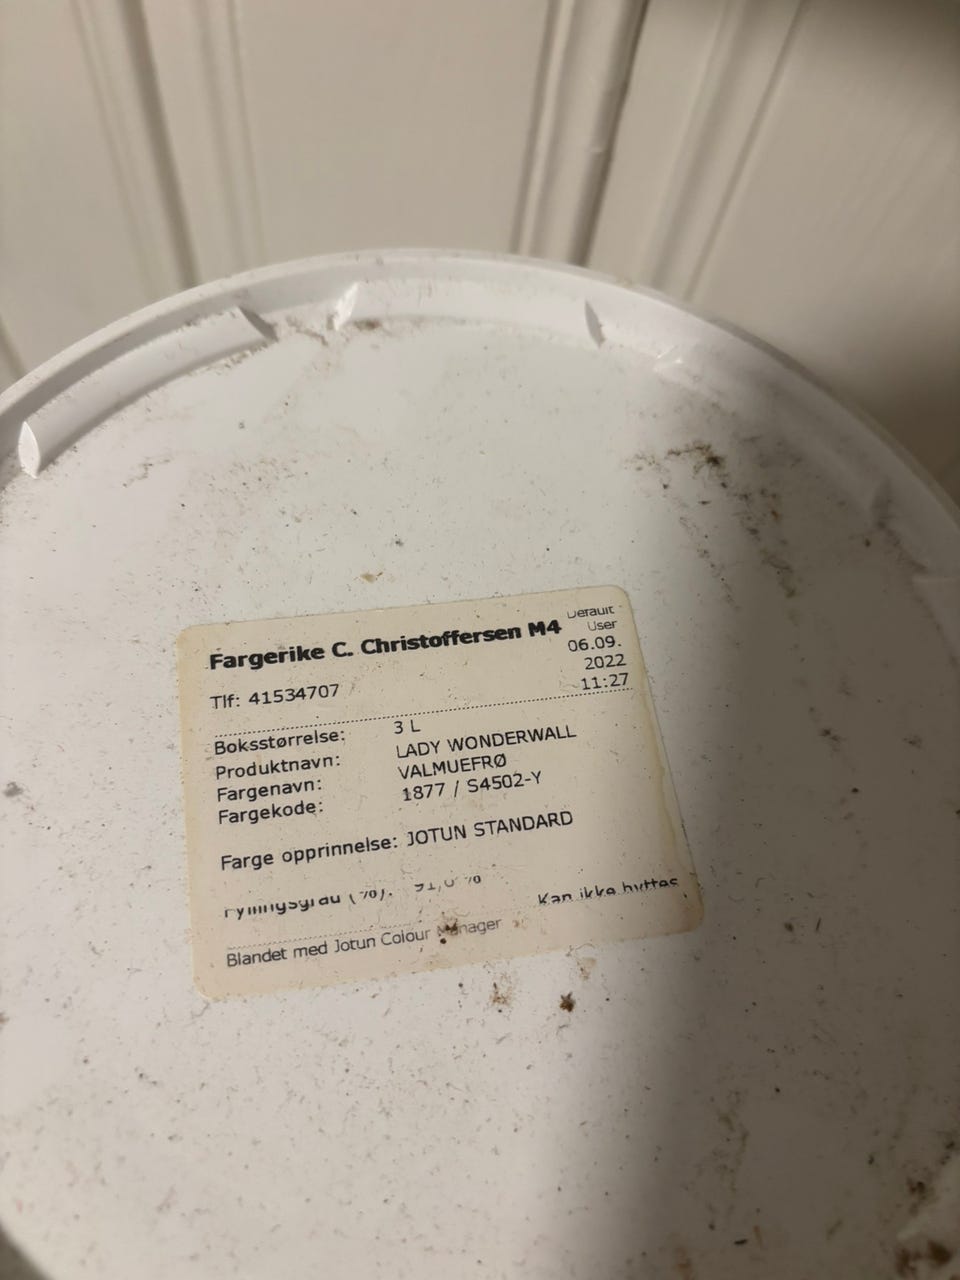 Fargerike C. Christoffersen M4
Default
User
06.09.
2022
11:27
Tlf: 41534707
Boksstørrelse: 3 L
Produktnavn: LADY WONDERWALL
Fargenavn: VALMUEFRØ
Fargekode: 1877 / S4502-Y
Farge opprinnelse: JOTUN STANDARD
Kan ikke byttes
Blandet med Jotun Colour Manager